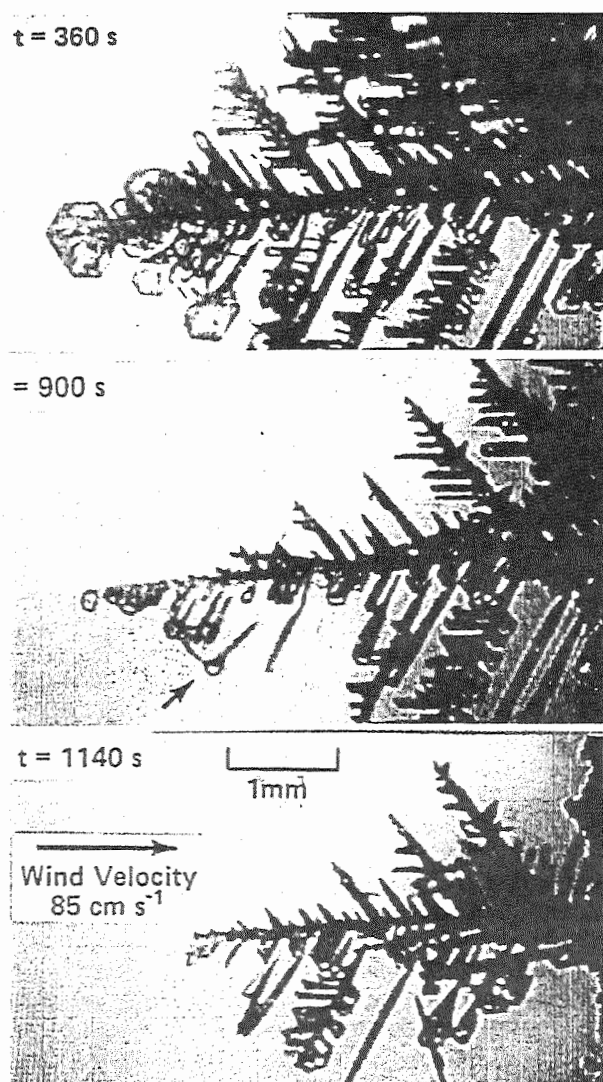 t = 360 s
= 900 s
t = 1140 s
1mm
Wind Velocity
85 cm s⁻¹